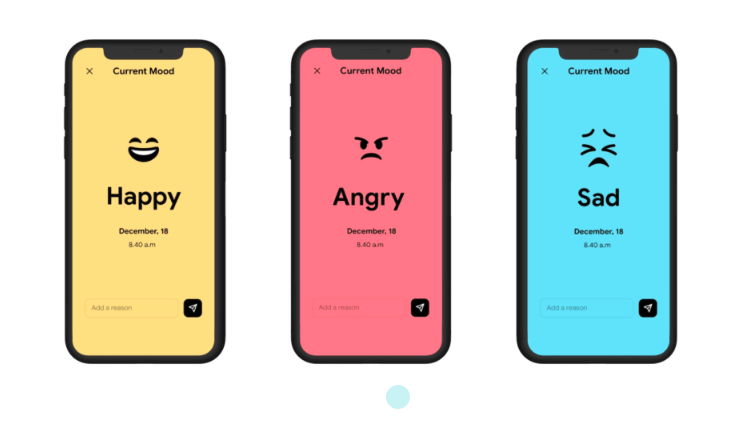 Current Mood
Happy
December, 18
8.40 a.m
Add a reason
Current Mood
Angry
December, 18
8.40 a.m
Add a reason
Current Mood
Sad
December, 18
8.40 a.m
Add a reason